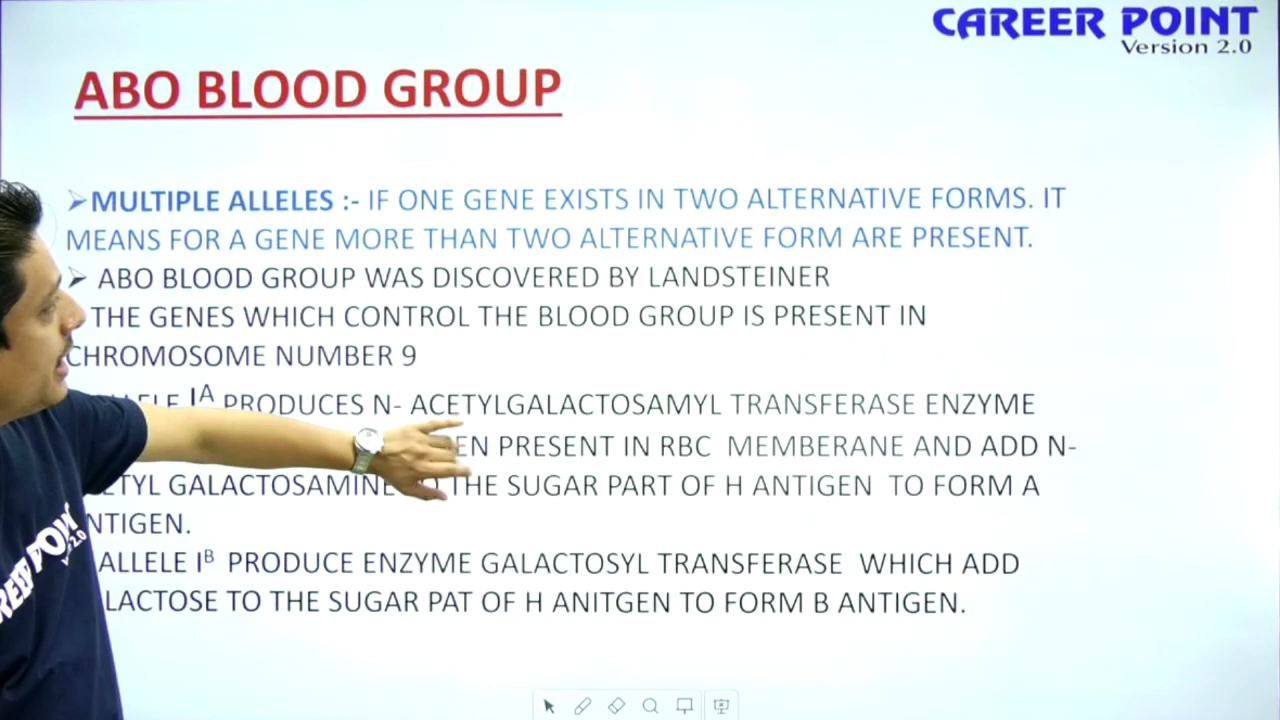 CAREER POINT
Version 2.0
ABO BLOOD GROUP
➢MULTIPLE ALLELES :- IF ONE GENE EXISTS IN TWO ALTERNATIVE FORMS. IT
MEANS FOR A GENE MORE THAN TWO ALTERNATIVE FORM ARE PRESENT.
➢ ABO BLOOD GROUP WAS DISCOVERED BY LANDSTEINER
THE GENES WHICH CONTROL THE BLOOD GROUP IS PRESENT IN
CHROMOSOME NUMBER 9
I^A PRODUCES N- ACETYLGALACTOSAMYL TRANSFERASE ENZYME
PRESENT IN RBC MEMBERANE AND ADD N-
GALACTOSAMINE THE SUGAR PART OF H ANTIGEN TO FORM A
NTIGEN.
ALLELE I^B PRODUCE ENZYME GALACTOSYL TRANSFERASE WHICH ADD
LACTOSE TO THE SUGAR PAT OF H ANITGEN TO FORM B ANTIGEN.